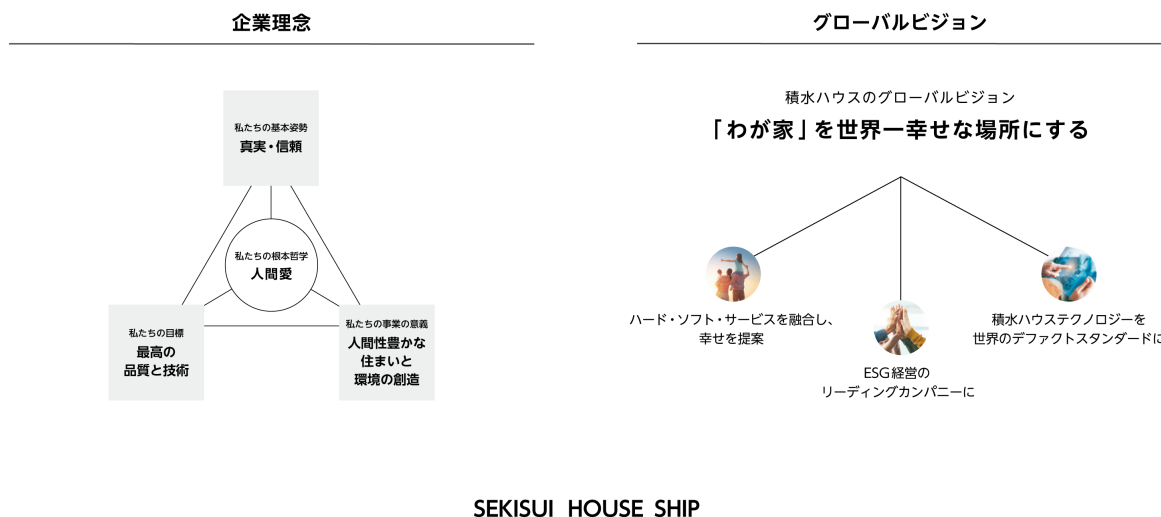 企業理念
私たちの基本姿勢
真実・信頼
私たちの根本哲学
人間愛
私たちの目標
最高の
品質と技術
私たちの事業の意義
人間性豊かな
住まいと
環境の創造
グローバルビジョン
積水ハウスのグローバルビジョン
「わが家」を世界一幸せな場所にする
ハード・ソフト・サービスを融合し、
幸せを提案
ESG経営の
リーディングカンパニーに
積水ハウステクノロジーを
世界のデファクトスタンダードに
SEKISUI HOUSE SHIP